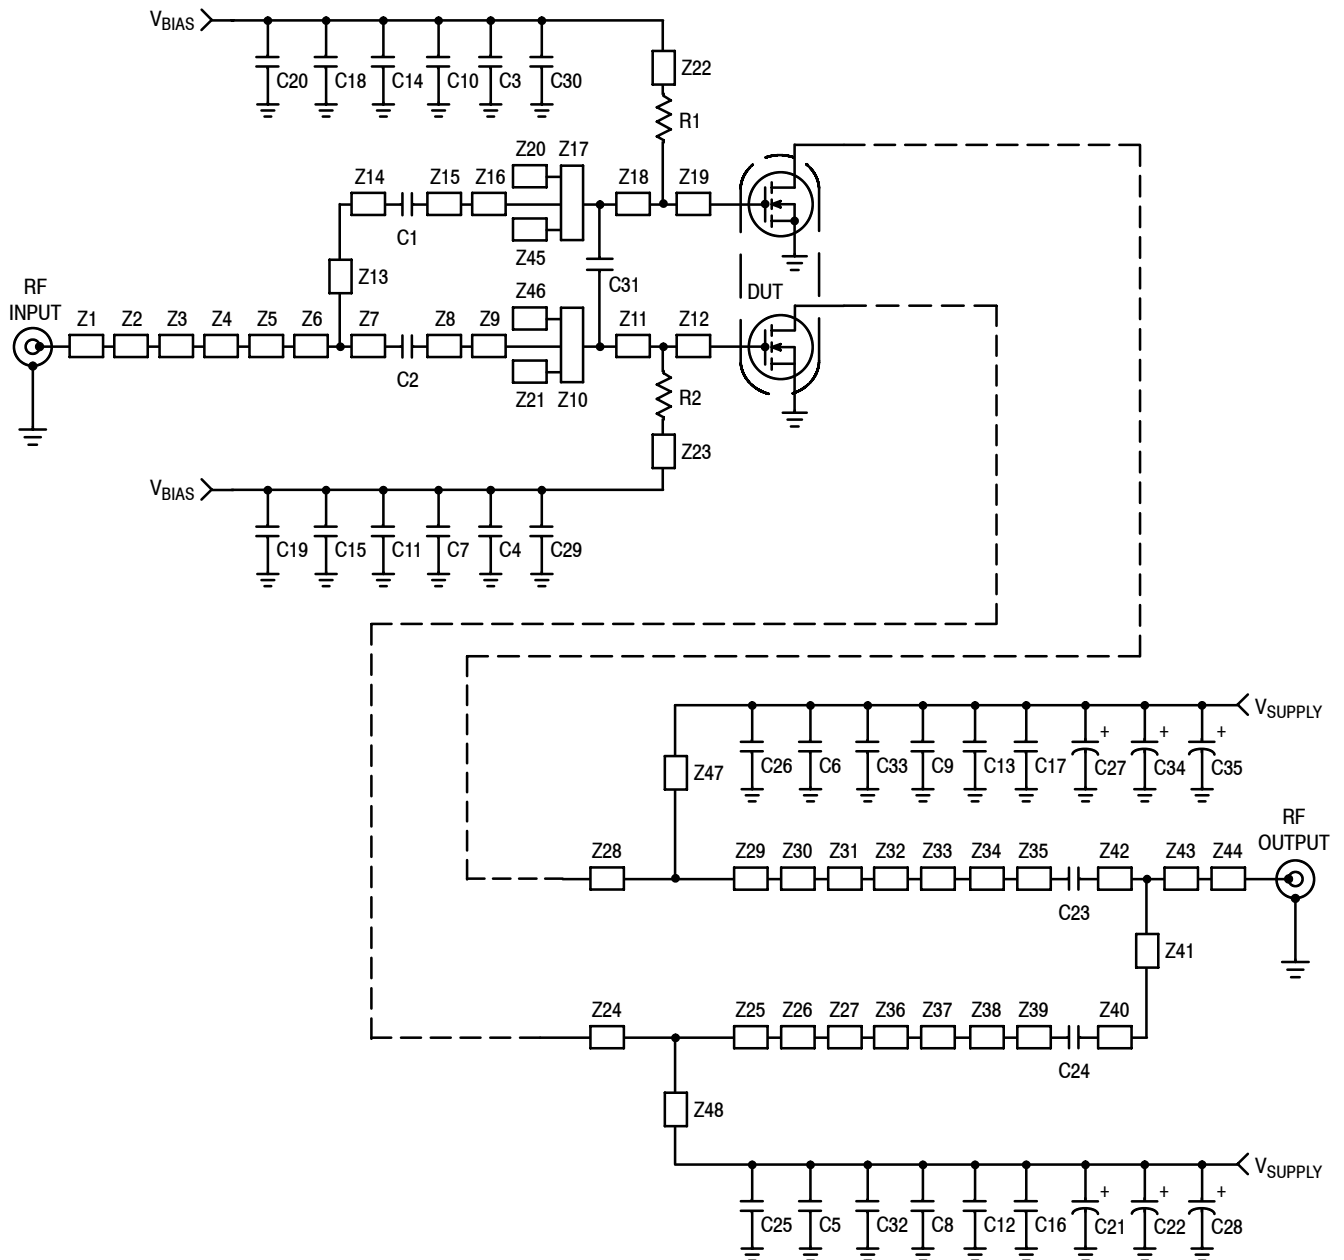 V_BIAS
C20 C18 C14 C10 C3 C30
Z22
R1
Z20 Z17
Z14 Z15 Z16 Z18 Z19
C1
Z45
Z13
C31
RF
INPUT
Z46
DUT
Z1 Z2 Z3 Z4 Z5 Z6 Z7 Z8 Z9 Z11 Z12
C2
Z21 Z10
R2
Z23
V_BIAS
C19 C15 C11 C7 C4 C29
V_SUPPLY
+ + +
Z47
C26 C6 C33 C9 C13 C17 C27 C34 C35
RF
OUTPUT
Z28 Z29 Z30 Z31 Z32 Z33 Z34 Z35 Z42 Z43 Z44
C23
Z41
Z24 Z25 Z26 Z27 Z36 Z37 Z38 Z39 Z40
C24
Z48
V_SUPPLY
+ + +
C25 C5 C32 C8 C12 C16 C21 C22 C28